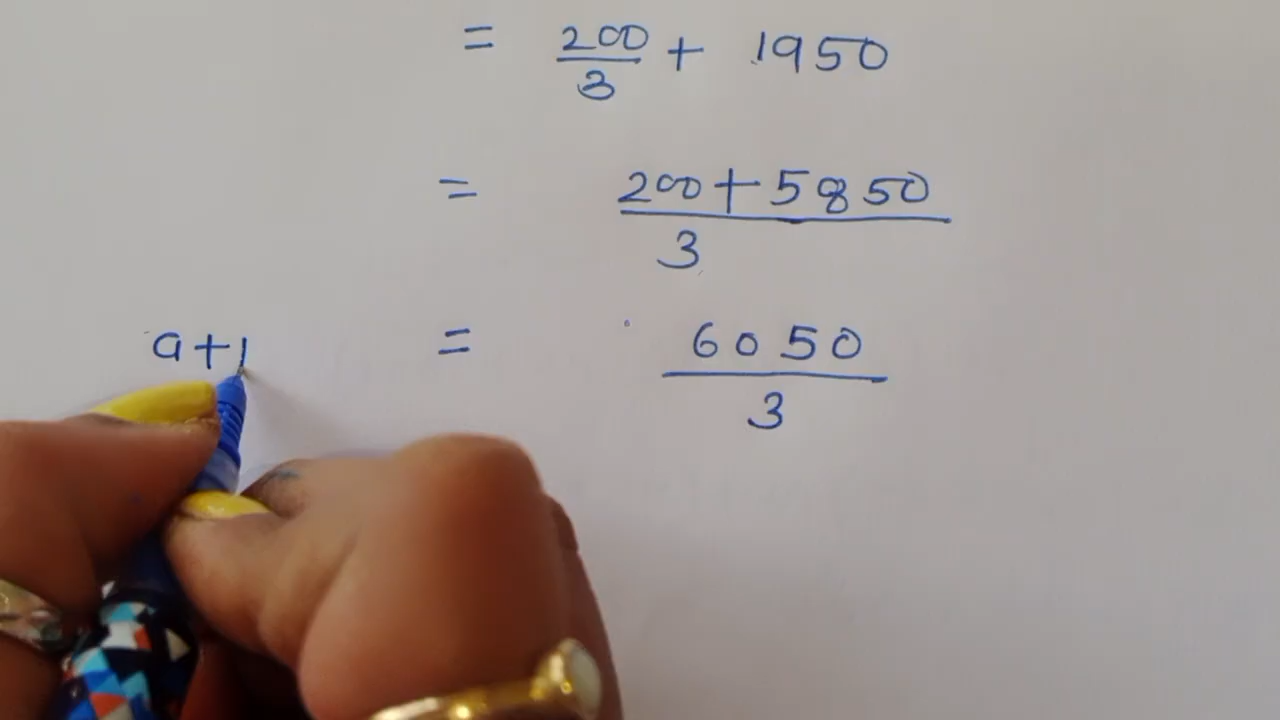 = 200/3 + 1950
= 200+5850/3
a+1 = 6050/3